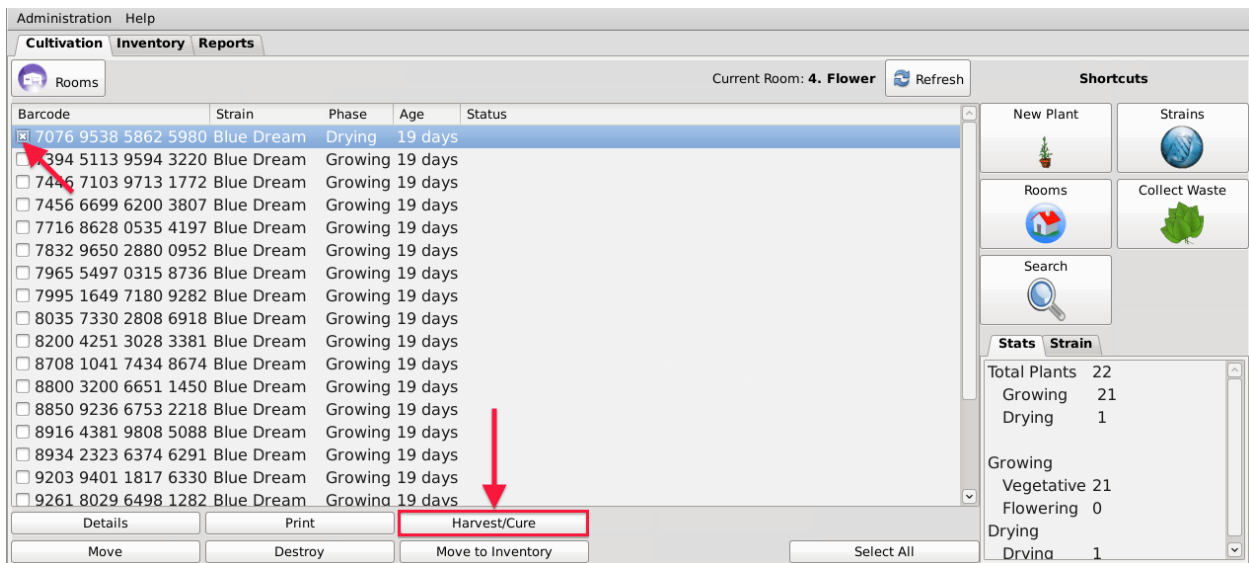 Administration Help
Cultivation Inventory Reports
Rooms Current Room: 4. Flower Refresh Shortcuts
Barcode Strain Phase Age Status
7076 9538 5862 5980 Blue Dream Drying 19 days
7394 5113 9594 3220 Blue Dream Growing 19 days
7446 7103 9713 1772 Blue Dream Growing 19 days
7456 6699 6200 3807 Blue Dream Growing 19 days
7716 8628 0535 4197 Blue Dream Growing 19 days
7832 9650 2880 0952 Blue Dream Growing 19 days
7965 5497 0315 8736 Blue Dream Growing 19 days
7995 1649 7180 9282 Blue Dream Growing 19 days
8035 7330 2808 6918 Blue Dream Growing 19 days
8200 4251 3028 3381 Blue Dream Growing 19 days
8708 1041 7434 8674 Blue Dream Growing 19 days
8800 3200 6651 1450 Blue Dream Growing 19 days
8850 9236 6753 2218 Blue Dream Growing 19 days
8916 4381 9808 5088 Blue Dream Growing 19 days
8934 2323 6374 6291 Blue Dream Growing 19 days
9203 9401 1817 6330 Blue Dream Growing 19 days
9261 8029 6498 1282 Blue Dream Growing 19 days
Details Print Harvest/Cure
Move Destroy Move to Inventory Select All
New Plant Strains
Rooms Collect Waste
Search
Stats Strain
Total Plants 22
Growing 21
Drying 1
Growing
Vegetative 21
Flowering 0
Drying
Drying 1